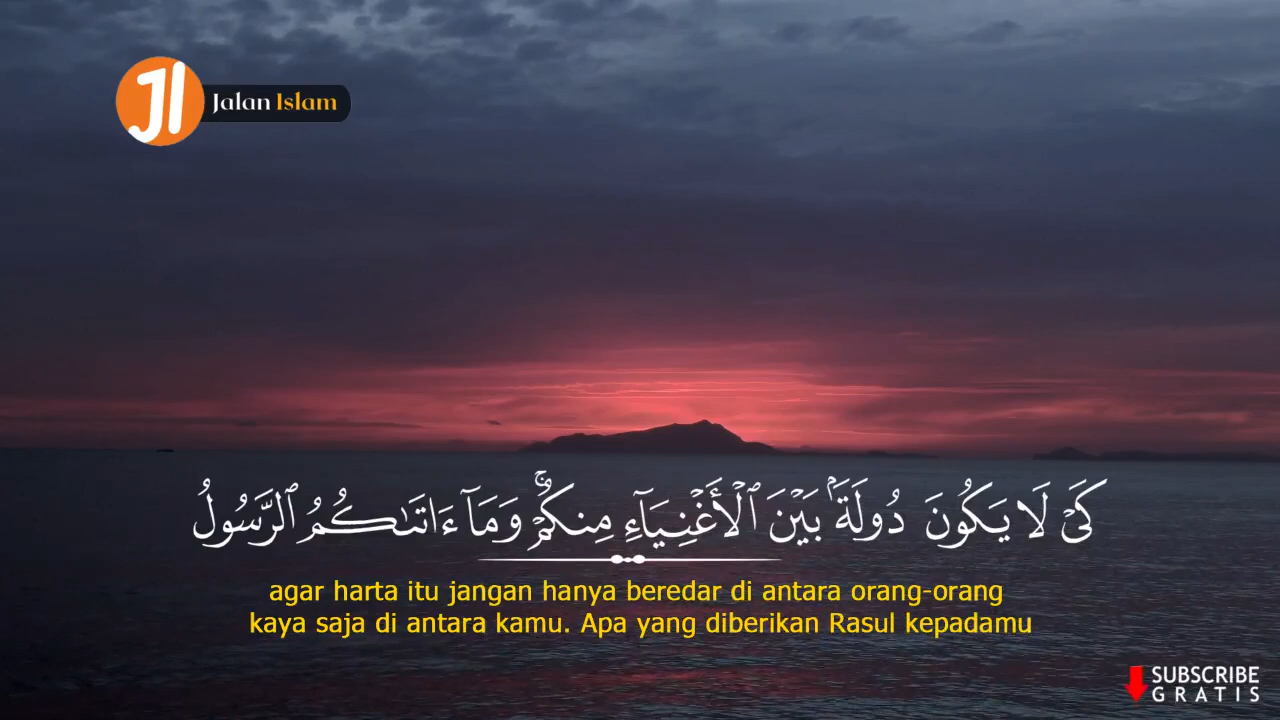 JI
Jalan Islam
كَىْ لَا يَكُونَ دُولَةًۢ بَيْنَ ٱلْأَغْنِيَآءِ مِنكُمْ ۚ وَمَآ ءَاتَىٰكُمُ ٱلرَّسُولُ
agar harta itu jangan hanya beredar di antara orang-orang
kaya saja di antara kamu. Apa yang diberikan Rasul kepadamu
SUBSCRIBE
GRATIS